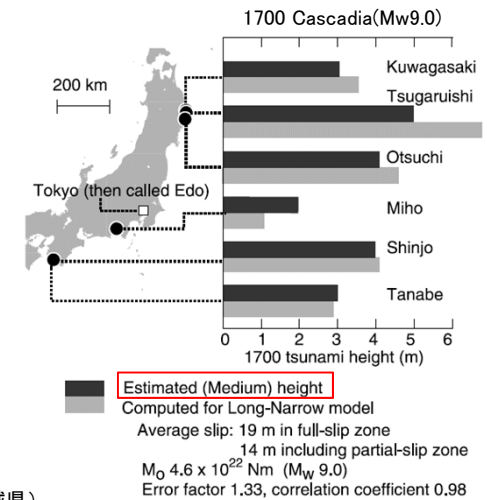 1700 Cascadia(Mw9.0)
200 km
Kuwagasaki
Tsugaruishi
Otsuchi
Tokyo (then called Edo)
Miho
Shinjo
Tanabe
0 1 2 3 4 5 6
1700 tsunami height (m)
Estimated (Medium) height
Computed for Long-Narrow model
Average slip: 19 m in full-slip zone
14 m including partial-slip zone
Mo 4.6 x 10²² Nm (Mw 9.0)
Error factor 1.33, correlation coefficient 0.98
県）